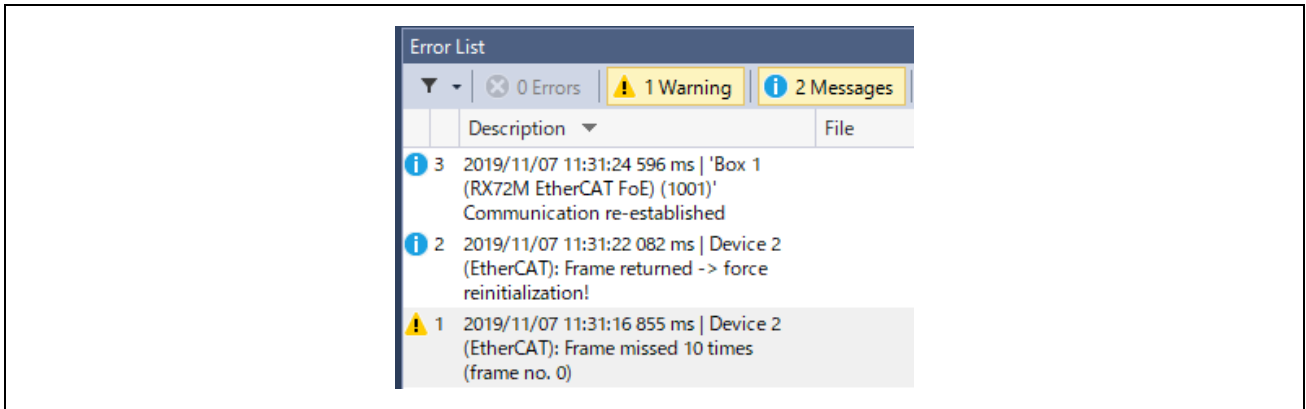 Error List
0 Errors 1 Warning 2 Messages
Description File
3 2019/11/07 11:31:24 596 ms | 'Box 1
(RX72M EtherCAT FoE) (1001)'
Communication re-established
2 2019/11/07 11:31:22 082 ms | Device 2
(EtherCAT): Frame returned -> force
reinitialization!
1 2019/11/07 11:31:16 855 ms | Device 2
(EtherCAT): Frame missed 10 times
(frame no. 0)